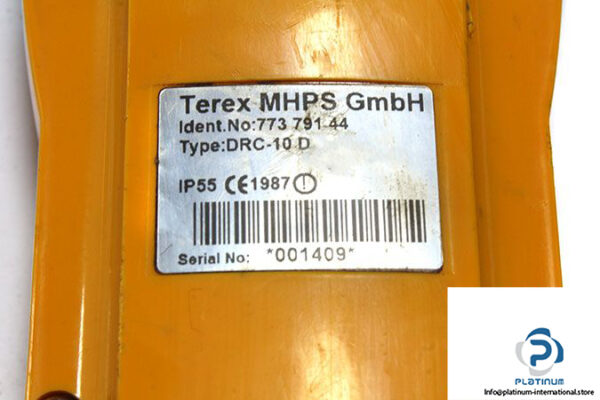 Terex MHPS GmbH
Ident.No:773 791 44
Type:DRC-10 D
IP55 CE1987
Serial No: *001409*
PLATINUM
info@platinum-international.store